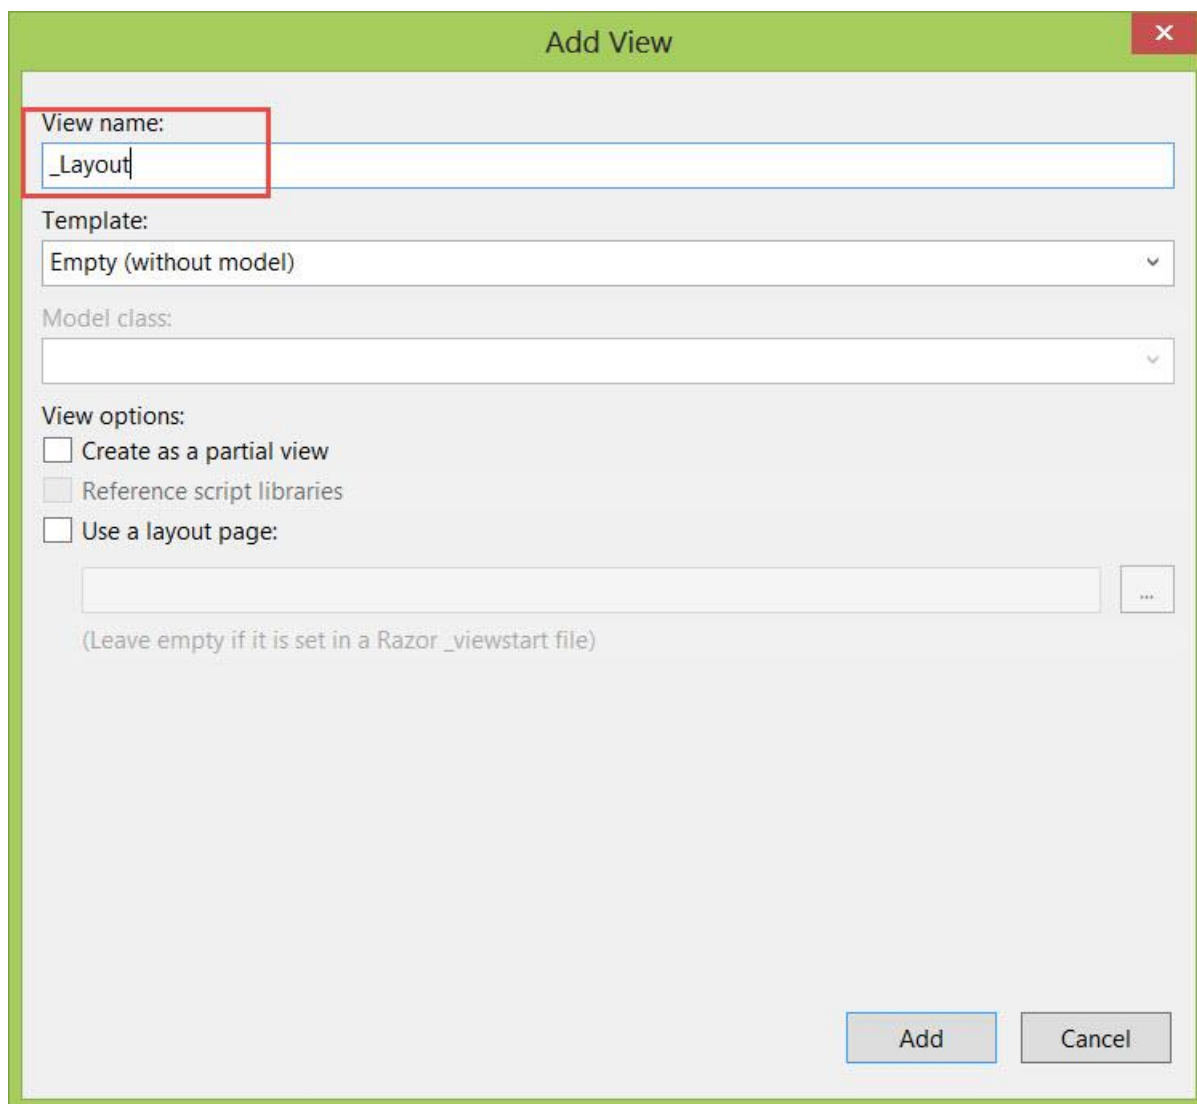 Add View
View name:
_Layout
Template:
Empty (without model)
Model class:
View options:
Create as a partial view
Reference script libraries
Use a layout page:
...
(Leave empty if it is set in a Razor _viewstart file)
Add
Cancel